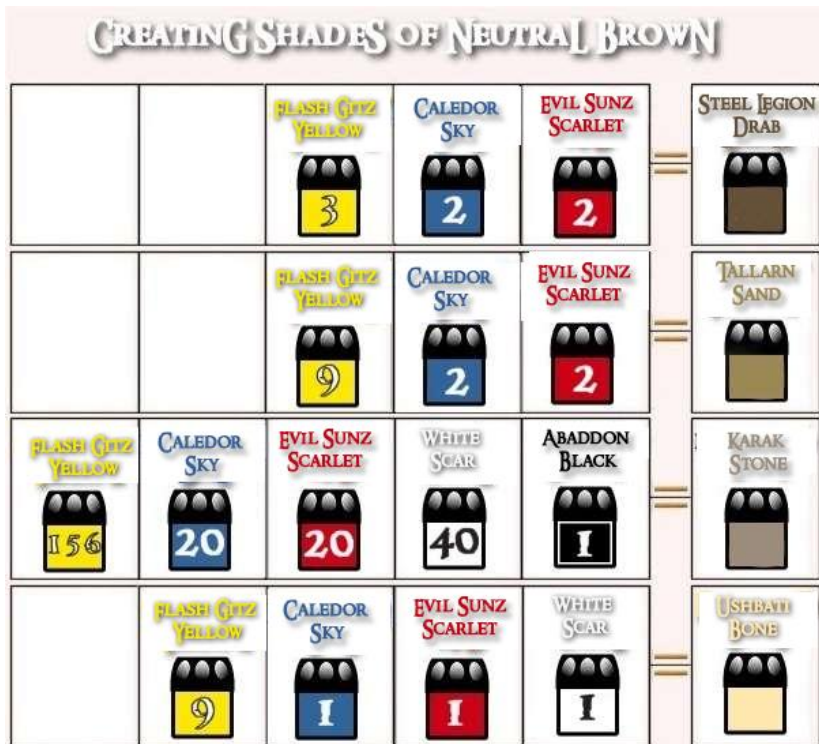 Creating Shades of Neutral Brown
Flash Gitz
Yellow
3
Caledor
Sky
2
Evil Sunz
Scarlet
2
=
Steel Legion
Drab
Flash Gitz
Yellow
9
Caledor
Sky
2
Evil Sunz
Scarlet
2
=
Tallarn
Sand
Flash Gitz
Yellow
156
Caledor
Sky
20
Evil Sunz
Scarlet
20
White
Scar
40
Abaddon
Black
1
=
Karak
Stone
Flash Gitz
Yellow
9
Caledor
Sky
1
Evil Sunz
Scarlet
1
White
Scar
1
=
Ushbati
Bone